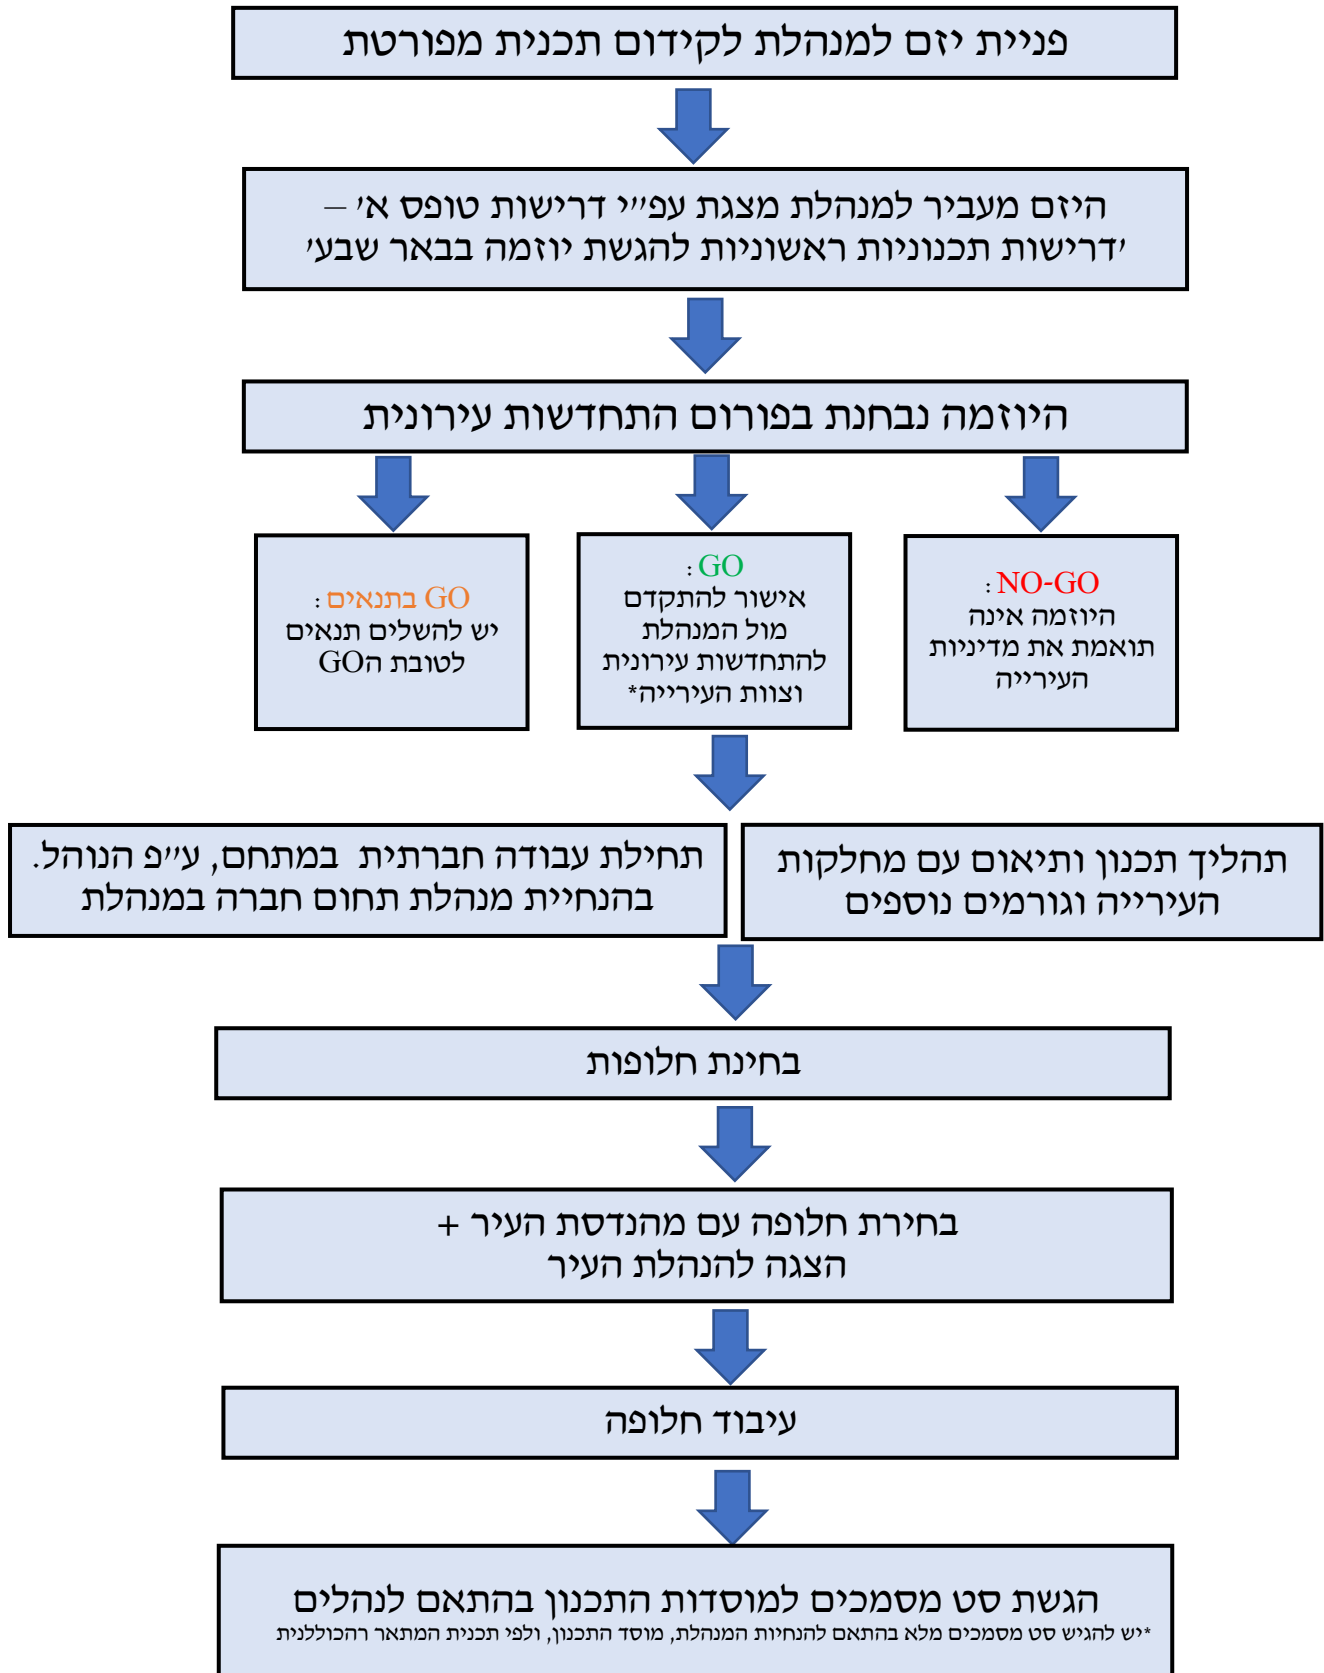 פניית יזם למנהלת לקידום תכנית מפורטת
היזם מעביר למנהלת מצגת עפ״י דרישות טופס א׳ –
׳דרישות תכנוניות ראשוניות להגשת יוזמה בבאר שבע׳
היוזמה נבחנת בפורום התחדשות עירונית
NO-GO:
היוזמה אינה
תואמת את מדיניות
העירייה
GO:
אישור להתקדם
מול המנהלת
להתחדשות עירונית
וצוות העירייה*
GO בתנאים:
יש להשלים תנאים
לטובת הGO
תהליך תכנון ותיאום עם מחלקות
העירייה וגורמים נוספים
תחילת עבודה חברתית במתחם, ע״פ הנוהל.
בהנחיית מנהלת תחום חברה במנהלת
בחינת חלופות
בחירת חלופה עם מהנדסת העיר +
הצגה להנהלת העיר
עיבוד חלופה
הגשת סט מסמכים למוסדות התכנון בהתאם לנהלים
*יש להגיש סט מסמכים מלא בהתאם להנחיות המנהלת, מוסד התכנון, ולפי תכנית המתאר רהכוללנית